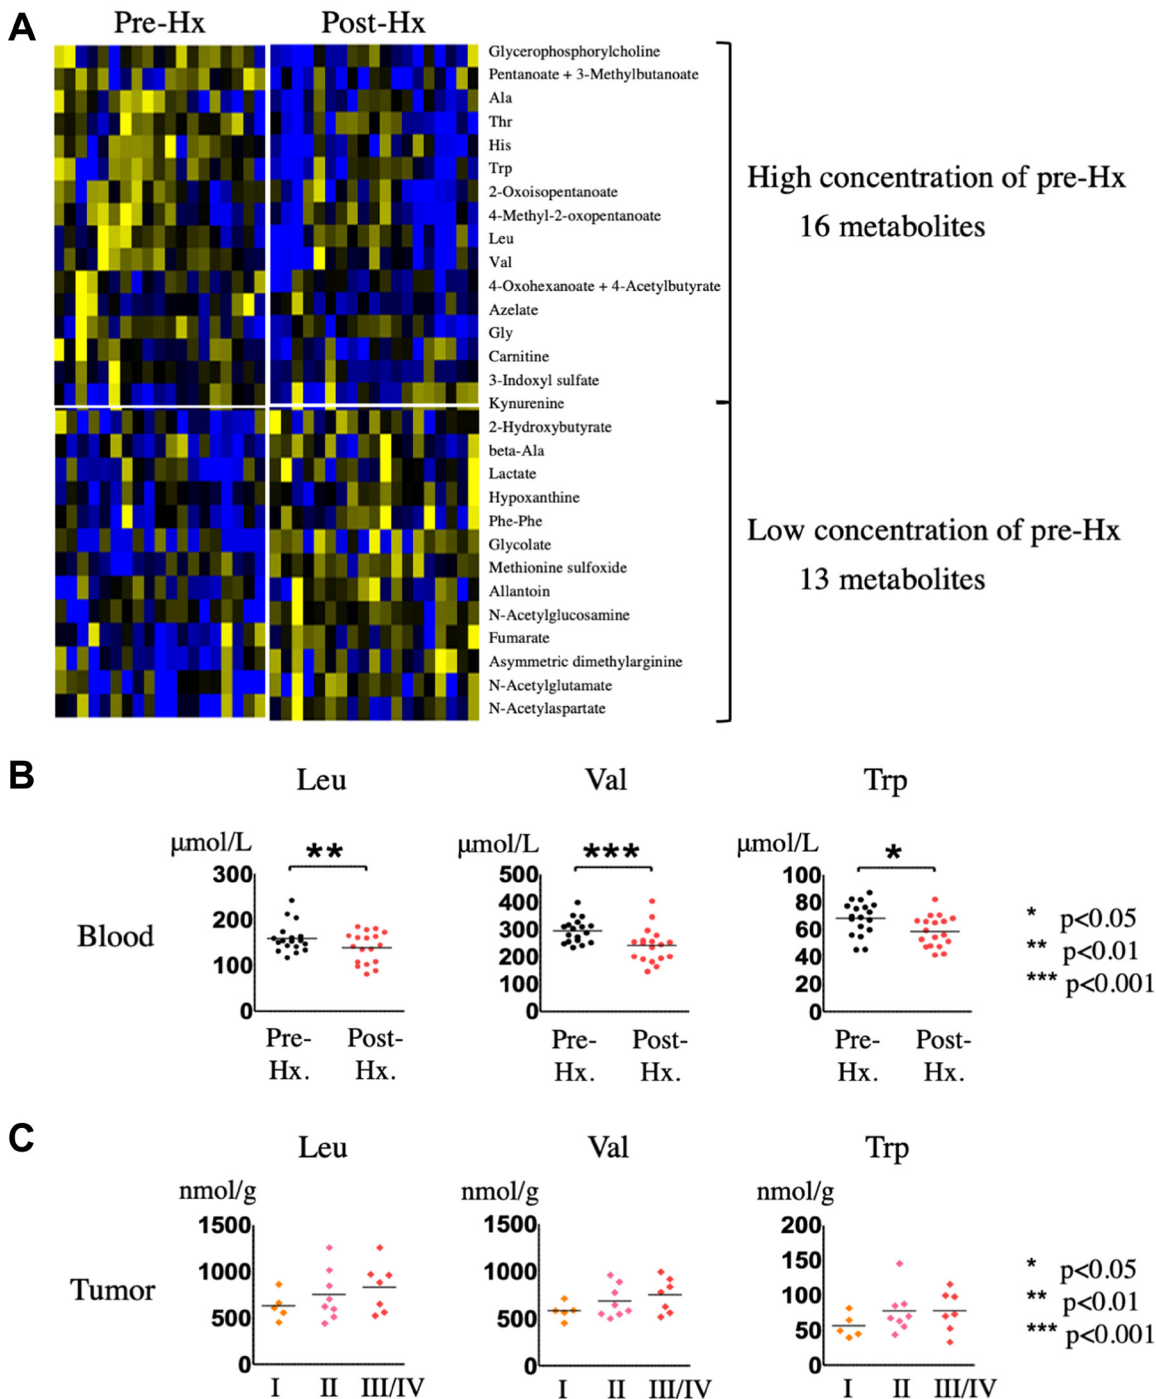 A
Pre-Hx Post-Hx
Glycerophosphorylcholine
Pentanoate + 3-Methylbutanoate
Ala
Thr
His
Trp
2-Oxoisopentanoate
4-Methyl-2-oxopentanoate
Leu
Val
4-Oxohexanoate + 4-Acetylbutyrate
Azelate
Gly
Carnitine
3-Indoxyl sulfate
Kynurenine
2-Hydroxybutyrate
beta-Ala
Lactate
Hypoxanthine
Phe-Phe
Glycolate
Methionine sulfoxide
Allantoin
N-Acetylglucosamine
Fumarate
Asymmetric dimethylarginine
N-Acetylglutamate
N-Acetylaspartate
High concentration of pre-Hx
16 metabolites
Low concentration of pre-Hx
13 metabolites
B
Leu Val Trp
Blood
μmol/L
300
200
100
0
**
Pre-
Hx.
Post-
Hx.
μmol/L
500
400
300
200
100
0
***
Pre-
Hx.
Post-
Hx.
μmol/L
100
80
60
40
20
0
*
Pre-
Hx.
Post-
Hx.
* p<0.05
** p<0.01
*** p<0.001
C
Leu Val Trp
Tumor
nmol/g
1500
1000
500
0
I II III/IV
nmol/g
1500
1000
500
0
I II III/IV
nmol/g
200
150
100
50
0
I II III/IV
* p<0.05
** p<0.01
*** p<0.001